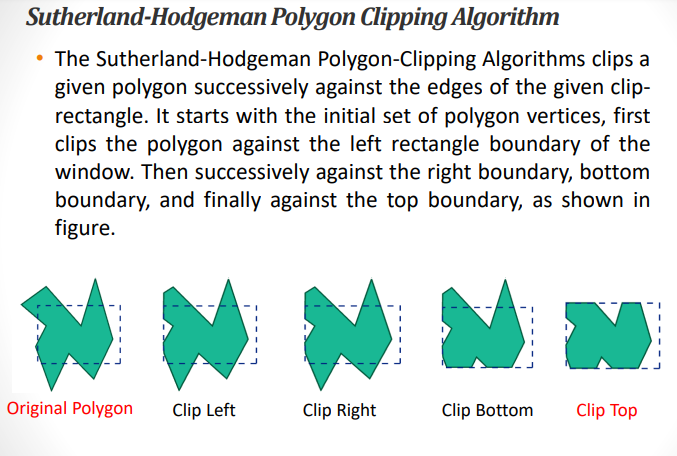 Sutherland-Hodgeman Polygon Clipping Algorithm
• The Sutherland-Hodgeman Polygon-Clipping Algorithms clips a
given polygon successively against the edges of the given clip-
rectangle. It starts with the initial set of polygon vertices, first
clips the polygon against the left rectangle boundary of the
window. Then successively against the right boundary, bottom
boundary, and finally against the top boundary, as shown in
figure.
Original Polygon
Clip Left
Clip Right
Clip Bottom
Clip Top